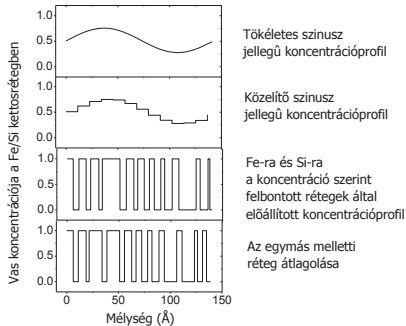 Vas koncentrációja a Fe/Si kettosrétegben
1.0
0.5
0.0
Tökéletes szinusz
jellegû koncentrációprofil
1.0
0.5
0.0
Közelítõ szinusz
jellegû koncentrációprofil
1.0
0.5
0.0
Fe-ra és Si-ra
a koncentráció szerint
felbontott rétegek által
elõállított koncentrációprofil
1.0
0.5
0.0
Az egymás melletti
réteg átlagolása
0 50 100 150
Mélység (Å)